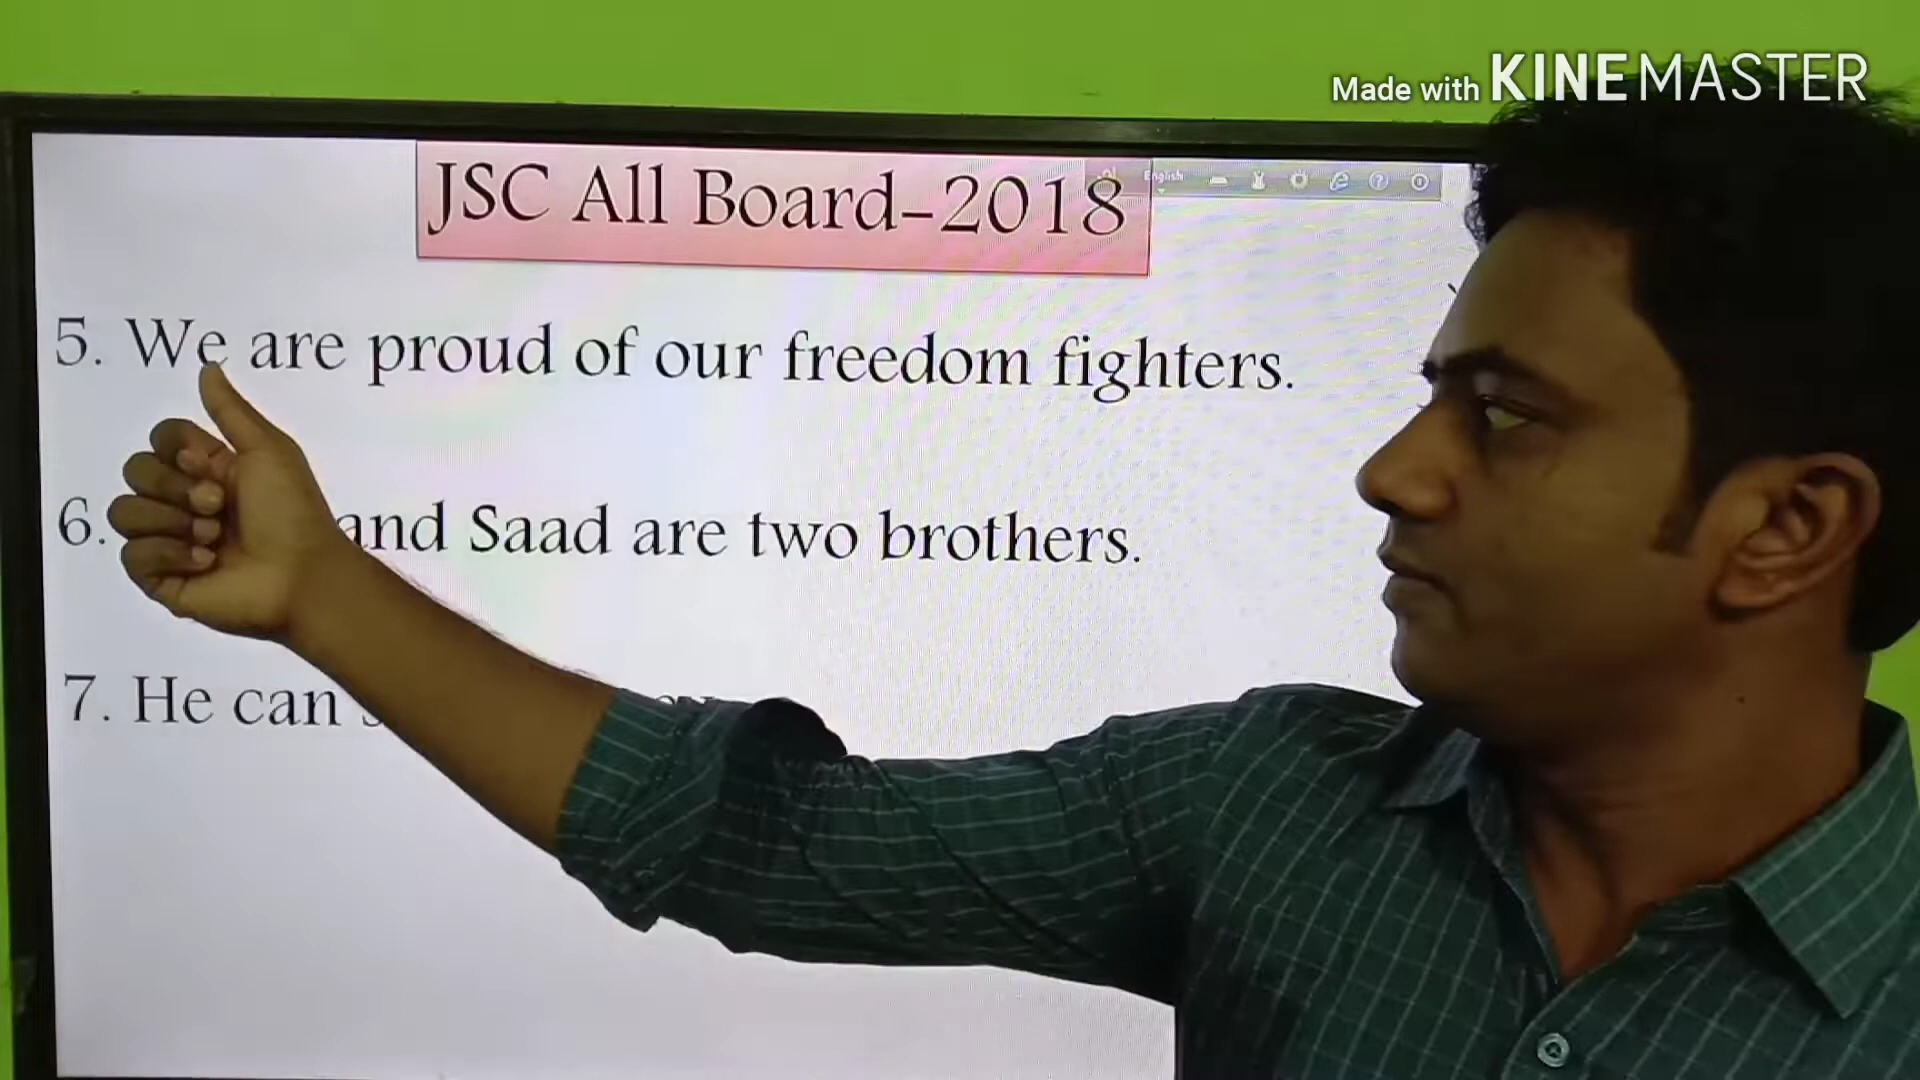 Made with KINEMASTER
JSC All Board-2018
English
5. We are proud of our freedom fighters.
6. and Saad are two brothers.
7. He can